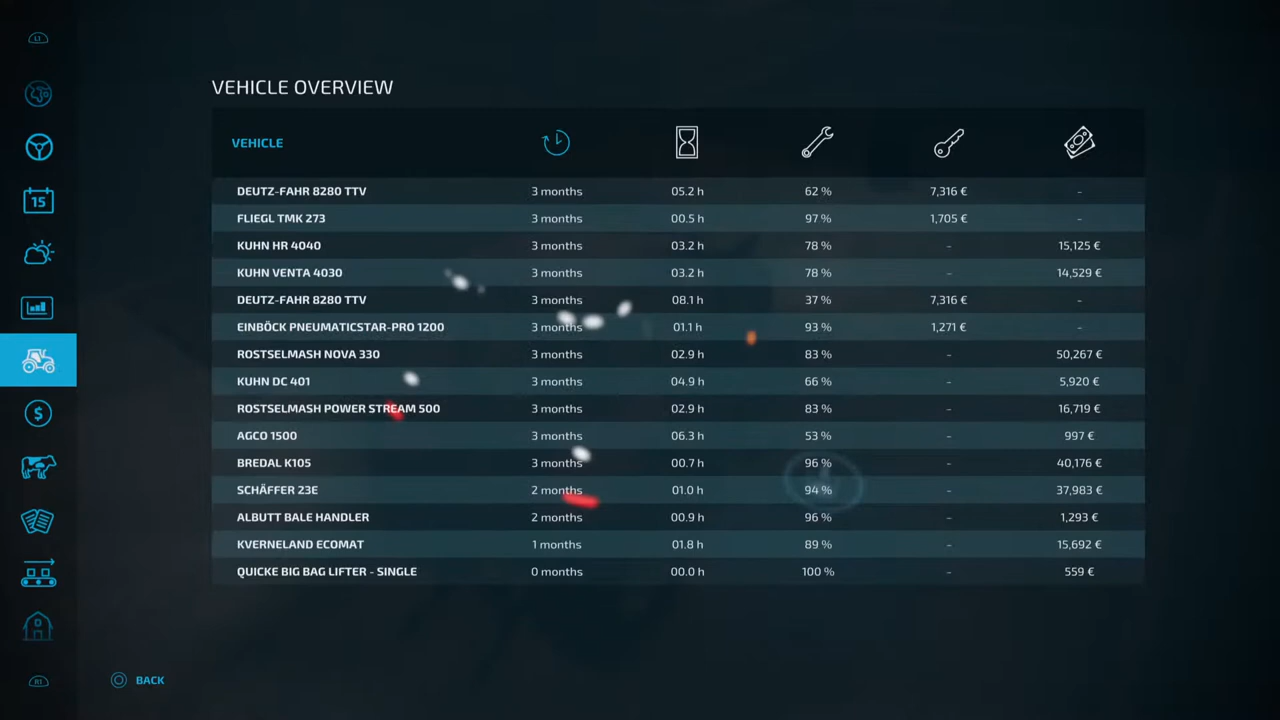 L1
VEHICLE OVERVIEW
VEHICLE
15
DEUTZ-FAHR 8280 TTV 3 months 05.2 h 62 % 7,316 € -
FLIEGL TMK 273 3 months 00.5 h 97 % 1,705 € -
KUHN HR 4040 3 months 03.2 h 78 % - 15,125 €
KUHN VENTA 4030 3 months 03.2 h 78 % - 14,529 €
DEUTZ-FAHR 8280 TTV 3 months 08.1 h 37 % 7,316 € -
EINBÖCK PNEUMATICSTAR-PRO 1200 3 months 01.1 h 93 % 1,271 € -
ROSTSELMASH NOVA 330 3 months 02.9 h 83 % - 50,267 €
KUHN DC 401 3 months 04.9 h 66 % - 5,920 €
$
ROSTSELMASH POWER STREAM 500 3 months 02.9 h 83 % - 16,719 €
AGCO 1500 3 months 06.3 h 53 % - 997 €
BREDAL K105 3 months 00.7 h 96 % - 40,176 €
SCHÄFFER 23E 2 months 01.0 h 94 % - 37,983 €
ALBUTT BALE HANDLER 2 months 00.9 h 96 % - 1,293 €
KVERNELAND ECOMAT 1 months 01.8 h 89 % - 15,692 €
QUICKE BIG BAG LIFTER - SINGLE 0 months 00.0 h 100 % - 559 €
R1
BACK